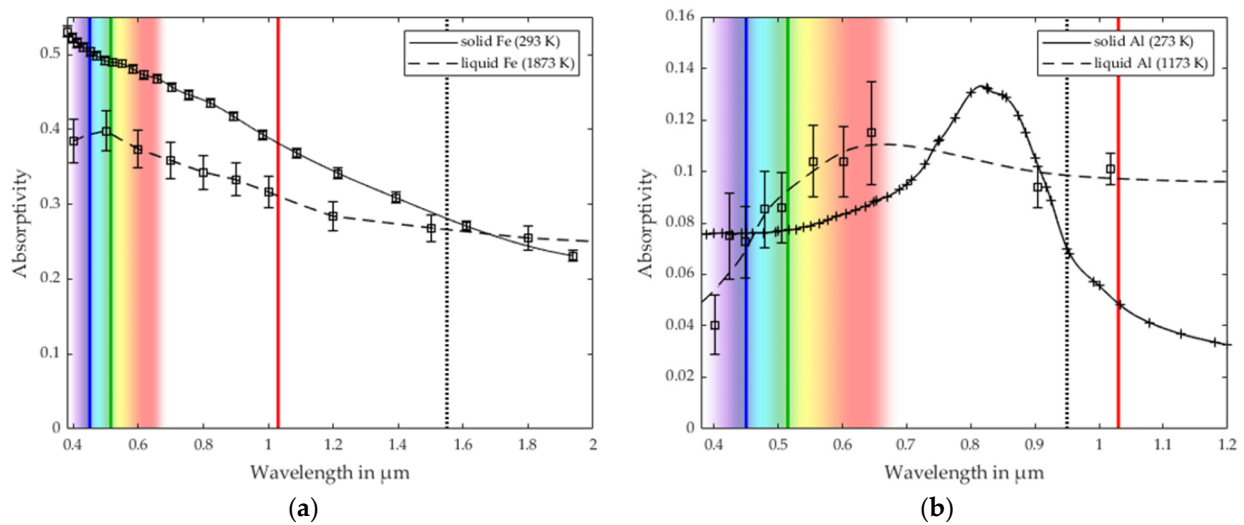 0.5
0.4
0.3
0.2
0.1
0
Absorptivity
solid Fe (293 K)
liquid Fe (1873 K)
0.4 0.6 0.8 1 1.2 1.4 1.6 1.8 2
Wavelength in μm
(a)
0.16
0.14
0.12
0.1
0.08
0.06
0.04
0.02
0
Absorptivity
solid Al (273 K)
liquid Al (1173 K)
0.4 0.5 0.6 0.7 0.8 0.9 1 1.1 1.2
Wavelength in μm
(b)